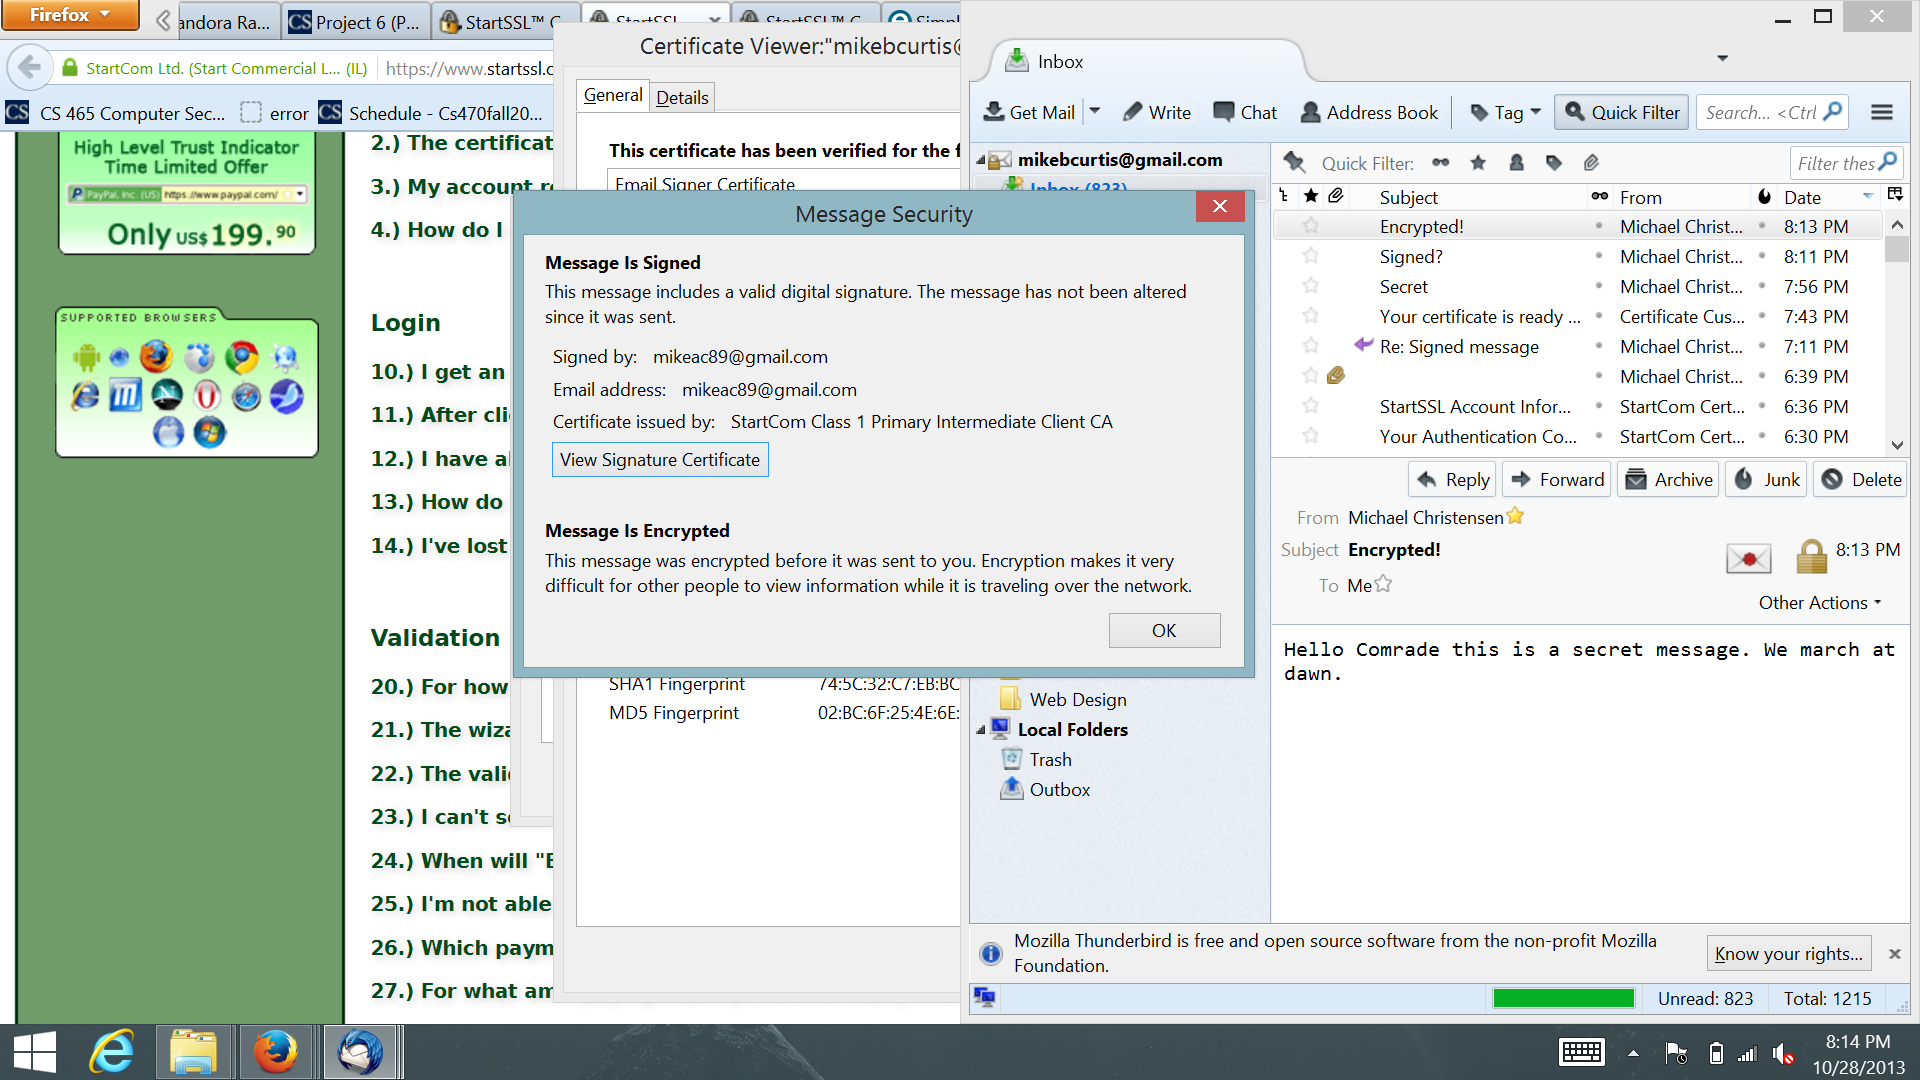 Firefox
andora Ra...
Project 6 (P...
StartSSL™ C
StartSSL
StartSSL™ C
Simpl
StartCom Ltd. (Start Commercial L... (IL)
https://www.startssl.c
CS 465 Computer Sec...
error
Schedule - Cs470fall20...
High Level Trust Indicator
Time Limited Offer
PayPal, Inc. (US) https://www.paypal.com/
Only US$ 199.90
SUPPORTED BROWSERS
2.) The certificat
3.) My account re
4.) How do I
Login
10.) I get an
11.) After cli
12.) I have al
13.) How do
14.) I've lost
Validation
20.) For how
21.) The wiza
22.) The valid
23.) I can't se
24.) When will "E
25.) I'm not able
26.) Which paym
27.) For what am
Certificate Viewer:"mikebcurtis@
General
Details
This certificate has been verified for the f
Email Signer Certificate
SHA1 Fingerprint 74:5C:32:C7:EB:BC
MD5 Fingerprint 02:BC:6F:25:4E:6E:
Message Security
Message Is Signed
This message includes a valid digital signature. The message has not been altered
since it was sent.
Signed by: mikeac89@gmail.com
Email address: mikeac89@gmail.com
Certificate issued by: StartCom Class 1 Primary Intermediate Client CA
View Signature Certificate
Message Is Encrypted
This message was encrypted before it was sent to you. Encryption makes it very
difficult for other people to view information while it is traveling over the network.
OK
Inbox
Get Mail
Write
Chat
Address Book
Tag
Quick Filter
Search... <Ctrl
mikebcurtis@gmail.com
Inbox (823)
Web Design
Local Folders
Trash
Outbox
Quick Filter:
Filter thes
Subject From Date
Encrypted! Michael Christ... 8:13 PM
Signed? Michael Christ... 8:11 PM
Secret Michael Christ... 7:56 PM
Your certificate is ready ... Certificate Cus... 7:43 PM
Re: Signed message Michael Christ... 7:11 PM
Michael Christ... 6:39 PM
StartSSL Account Infor... StartCom Cert... 6:36 PM
Your Authentication Co... StartCom Cert... 6:30 PM
Reply
Forward
Archive
Junk
Delete
From Michael Christensen
Subject Encrypted!
8:13 PM
To Me
Other Actions
Hello Comrade this is a secret message. We march at
dawn.
Mozilla Thunderbird is free and open source software from the non-profit Mozilla
Foundation.
Know your rights...
Unread: 823
Total: 1215
8:14 PM
10/28/2013